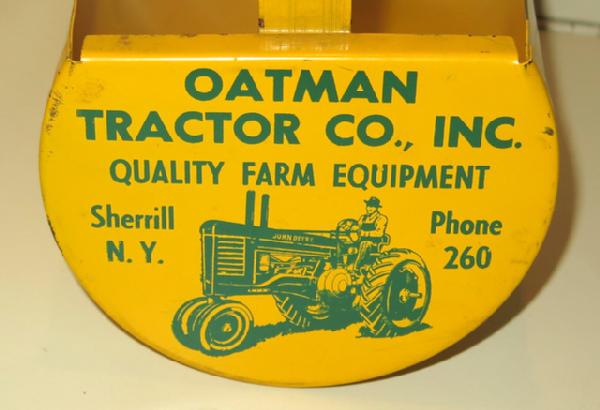 OATMAN
TRACTOR CO., INC.
QUALITY FARM EQUIPMENT
Sherrill
N. Y.
Phone
260
JOHN DEERE